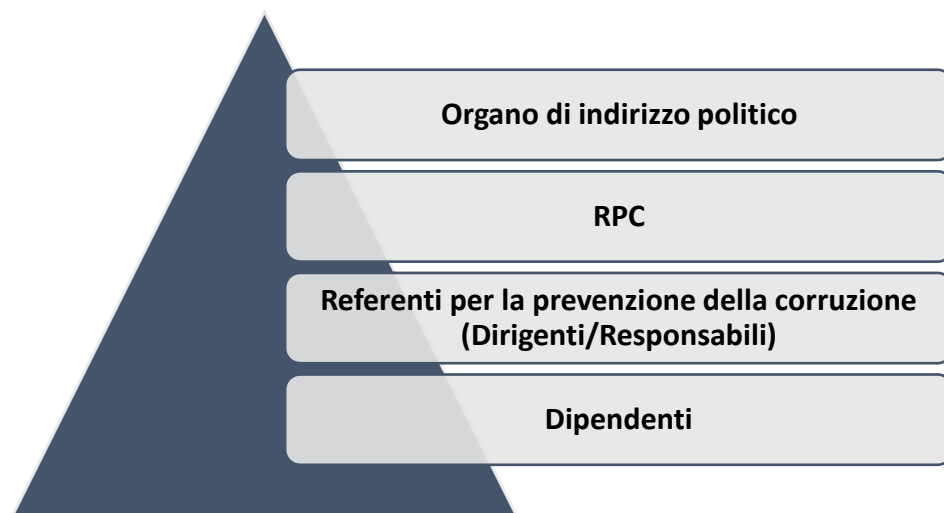 Organo di indirizzo politico
RPC
Referenti per la prevenzione della corruzione
(Dirigenti/Responsabili)
Dipendenti